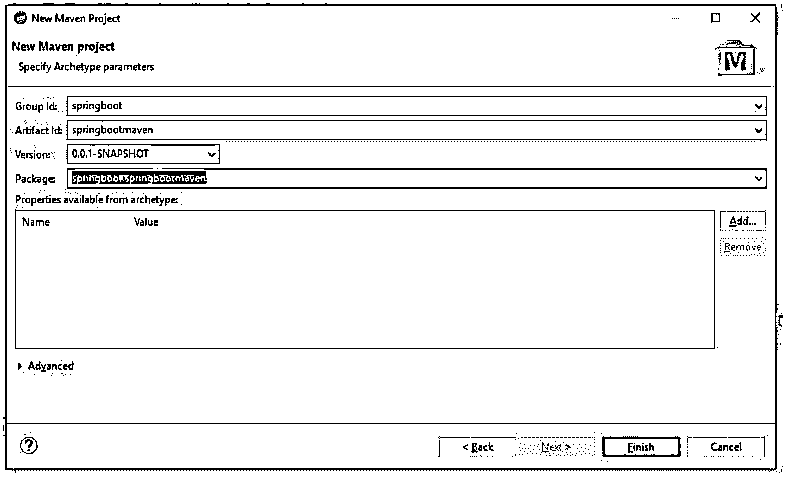 New Maven Project
New Maven project
Specify Archetype parameters
M
Group Id: springboot
Artifact Id: springbootmaven
Version: 0.0.1-SNAPSHOT
Package: springboot.springbootmaven
Properties available from archetype:
Name Value
Add...
Remove
Advanced
? < Back Next > Finish Cancel